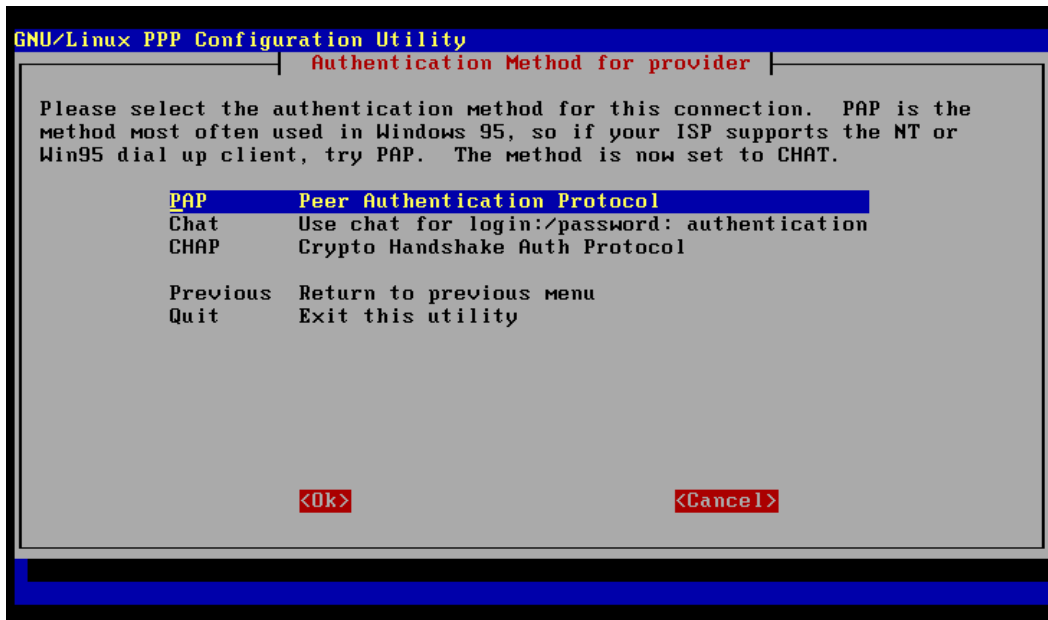 GNU/Linux PPP Configuration Utility
Authentication Method for provider
Please select the authentication method for this connection.  PAP is the
method most often used in Windows 95, so if your ISP supports the NT or
Win95 dial up client, try PAP.  The method is now set to CHAT.
PAP       Peer Authentication Protocol
Chat      Use chat for login:/password: authentication
CHAP      Crypto Handshake Auth Protocol
Previous  Return to previous menu
Quit      Exit this utility
<Ok>                                        <Cancel>